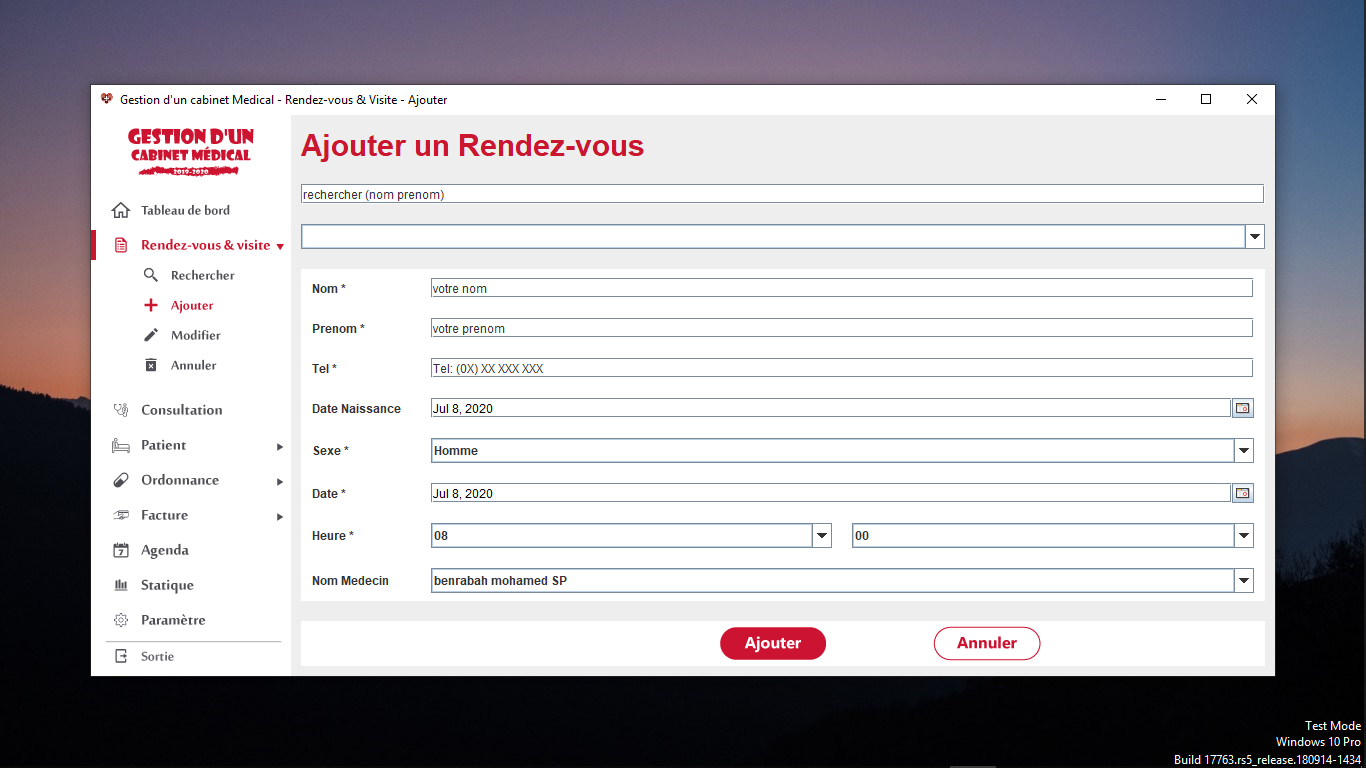 Gestion d'un cabinet Medical - Rendez-vous & Visite - Ajouter
GESTION D'UN
CABINET MÉDICAL
2019-2020
Tableau de bord
Rendez-vous & visite
Rechercher
Ajouter
Modifier
Annuler
Consultation
Patient
Ordonnance
Facture
Agenda
Statique
Paramètre
Sortie
Ajouter un Rendez-vous
rechercher (nom prenom)
Nom * votre nom
Prenom * votre prenom
Tel * Tel: (0X) XX XXX XXX
Date Naissance Jul 8, 2020
Sexe * Homme
Date * Jul 8, 2020
Heure * 08 00
Nom Medecin benrabah mohamed SP
Ajouter Annuler
Test Mode
Windows 10 Pro
Build 17763.rs5_release.180914-1434